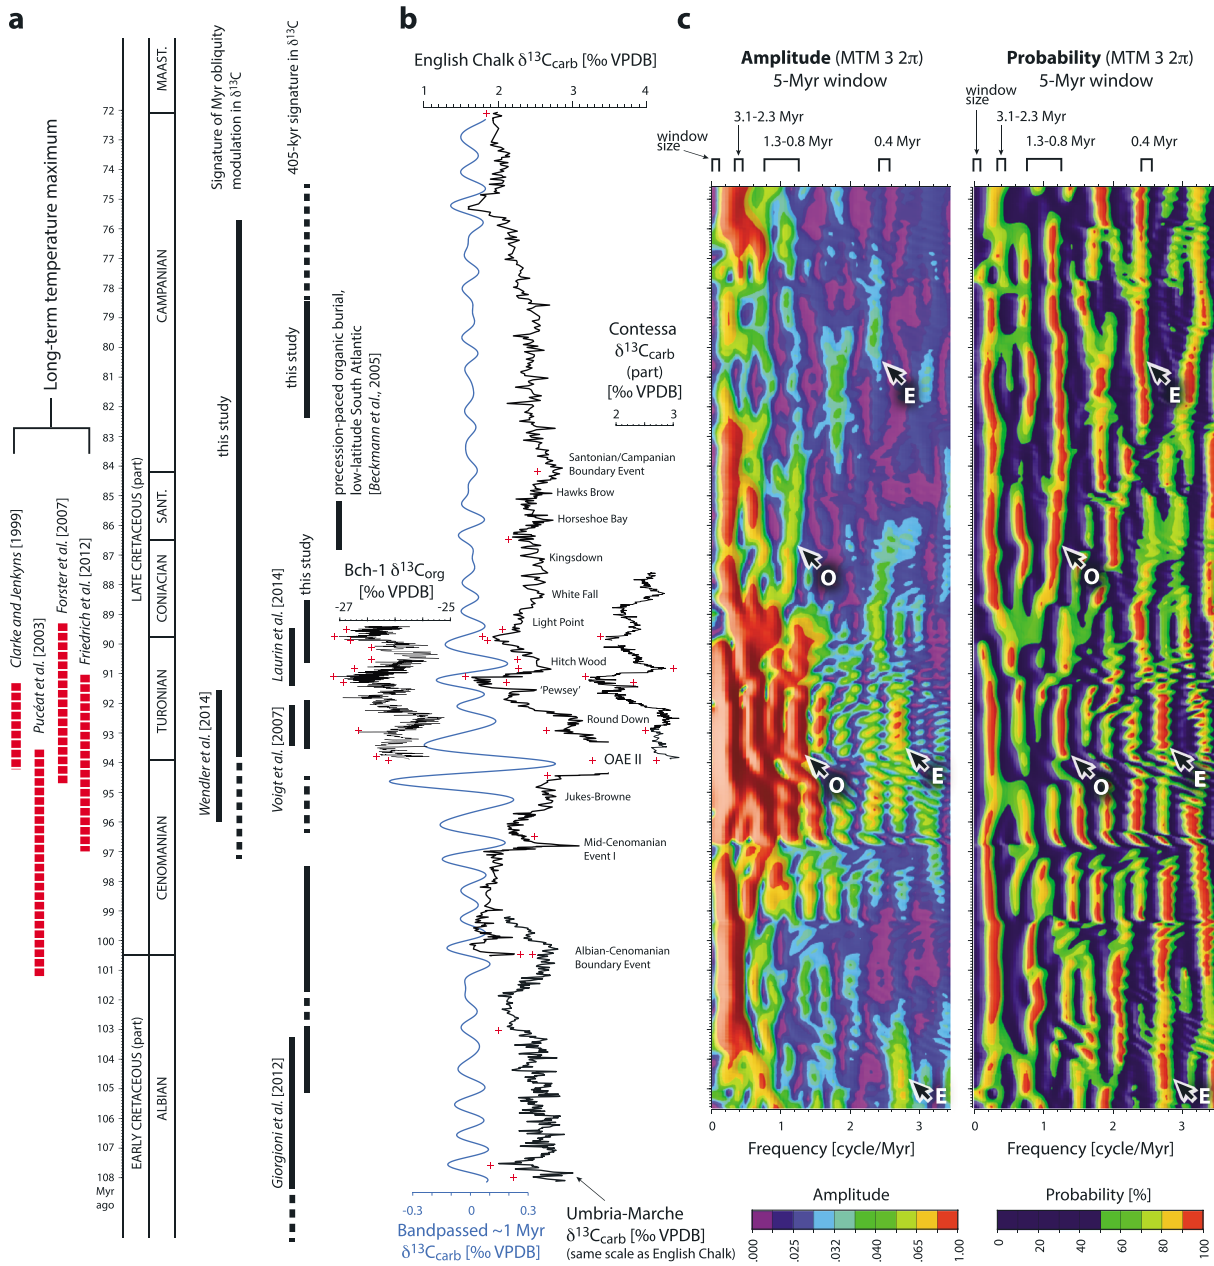 a
b
c
Long-term temperature maximum
Clarke and Jenkyns [1999]
Pucéat et al. [2003]
Forster et al. [2007]
Friedrich et al. [2012]
72
72
73
74
75
76
77
78
79
80
81
82
83
84
85
86
87
88
89
90
91
92
93
94
95
96
97
98
99
100
101
102
103
104
105
106
107
108
Myr
ago
LATE CRETACEOUS (part)
EARLY CRETACEOUS (part)
MAAST.
CAMPANIAN
SANT.
CONIACIAN
TURONIAN
CENOMANIAN
ALBIAN
Signature of Myr obliquity
modulation in δ13C
this study
Wendler et al. [2014]
405-kyr signature in δ13C
this study
this study
Laurin et al. [2014]
Voigt et al. [2007]
Giorgioni et al. [2012]
precession-paced organic burial,
low-latitude South Atlantic
[Beckmann et al., 2005]
Bch-1 δ13Corg
[‰ VPDB]
-27
-25
English Chalk δ13Ccarb [‰ VPDB]
1
2
3
4
Contessa
δ13Ccarb
(part)
[‰ VPDB]
2
3
Santonian/Campanian
Boundary Event
Hawks Brow
Horseshoe Bay
Kingsdown
White Fall
Light Point
Hitch Wood
'Pewsey'
Round Down
OAE II
Jukes-Browne
Mid-Cenomanian
Event I
Albian-Cenomanian
Boundary Event
-0.3
0
0.3
Bandpassed ~1 Myr
δ13Ccarb [‰ VPDB]
Umbria-Marche
δ13Ccarb [‰ VPDB]
(same scale as English Chalk)
Amplitude (MTM 3 2π)
5-Myr window
window
size
3.1-2.3 Myr
1.3-0.8 Myr
0.4 Myr
E
O
O
E
E
0
1
2
3
Frequency [cycle/Myr]
Amplitude
.000
.025
.032
.040
.065
1.00
Probability (MTM 3 2π)
5-Myr window
window
size
3.1-2.3 Myr
1.3-0.8 Myr
0.4 Myr
E
O
O
E
E
0
1
2
3
Frequency [cycle/Myr]
Probability [%]
0
20
40
60
80
100